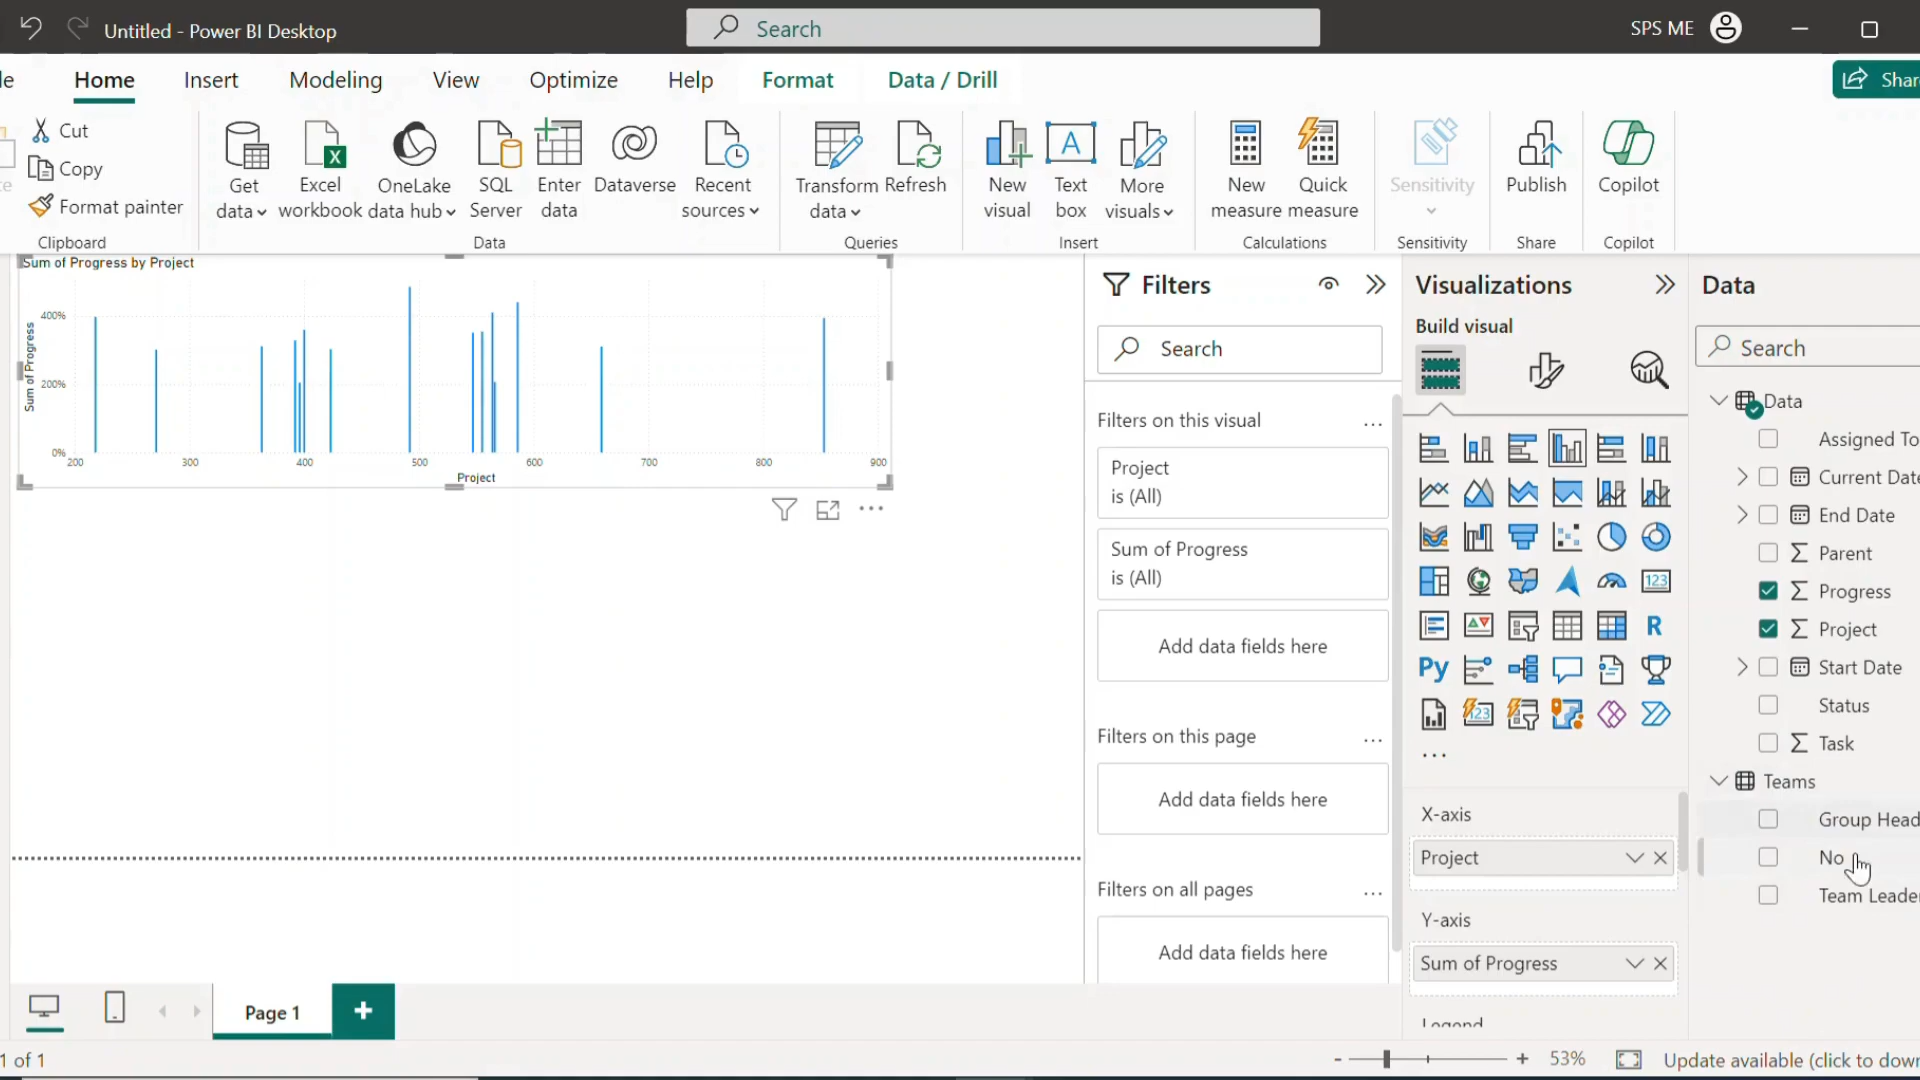 Untitled - Power BI Desktop
Search
SPS ME
Home
Insert
Modeling
View
Optimize
Help
Format
Data / Drill
Cut
Copy
Format painter
Clipboard
Get data
Excel workbook
OneLake data hub
SQL Server
Enter data
Dataverse
Recent sources
Data
Transform data
Refresh
Queries
New visual
Text box
More visuals
Insert
New measure
Quick measure
Calculations
Sensitivity
Sensitivity
Publish
Share
Copilot
Copilot
Sum of Progress by Project
Sum of Progress
400%
200%
0%
200
300
400
500
600
700
800
900
Project
Filters
Search
Filters on this visual
...
Project
is (All)
Sum of Progress
is (All)
Add data fields here
Filters on this page
...
Add data fields here
Filters on all pages
...
Add data fields here
Visualizations
Build visual
123
R
Py
123
...
X-axis
Project
Y-axis
Sum of Progress
Legend
Data
Search
Data
Assigned To
Current Date
End Date
Parent
Σ Progress
Σ Project
Start Date
Status
Σ Task
Teams
Group Head
No
Team Leader
Page 1
1 of 1
- + 53%
Update available (click to down